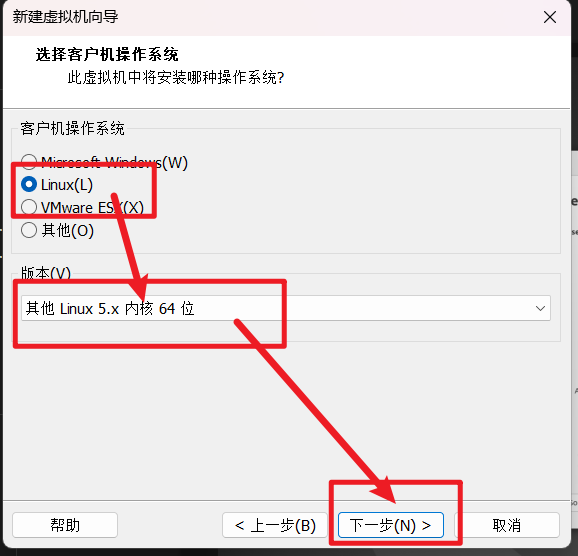 新建虚拟机向导
选择客户机操作系统
此虚拟机中将安装哪种操作系统?
客户机操作系统
Microsoft Windows(W)
Linux(L)
VMware ESX(X)
其他(O)
版本(V)
其他 Linux 5.x 内核 64 位
帮助
< 上一步(B)
下一步(N) >
取消